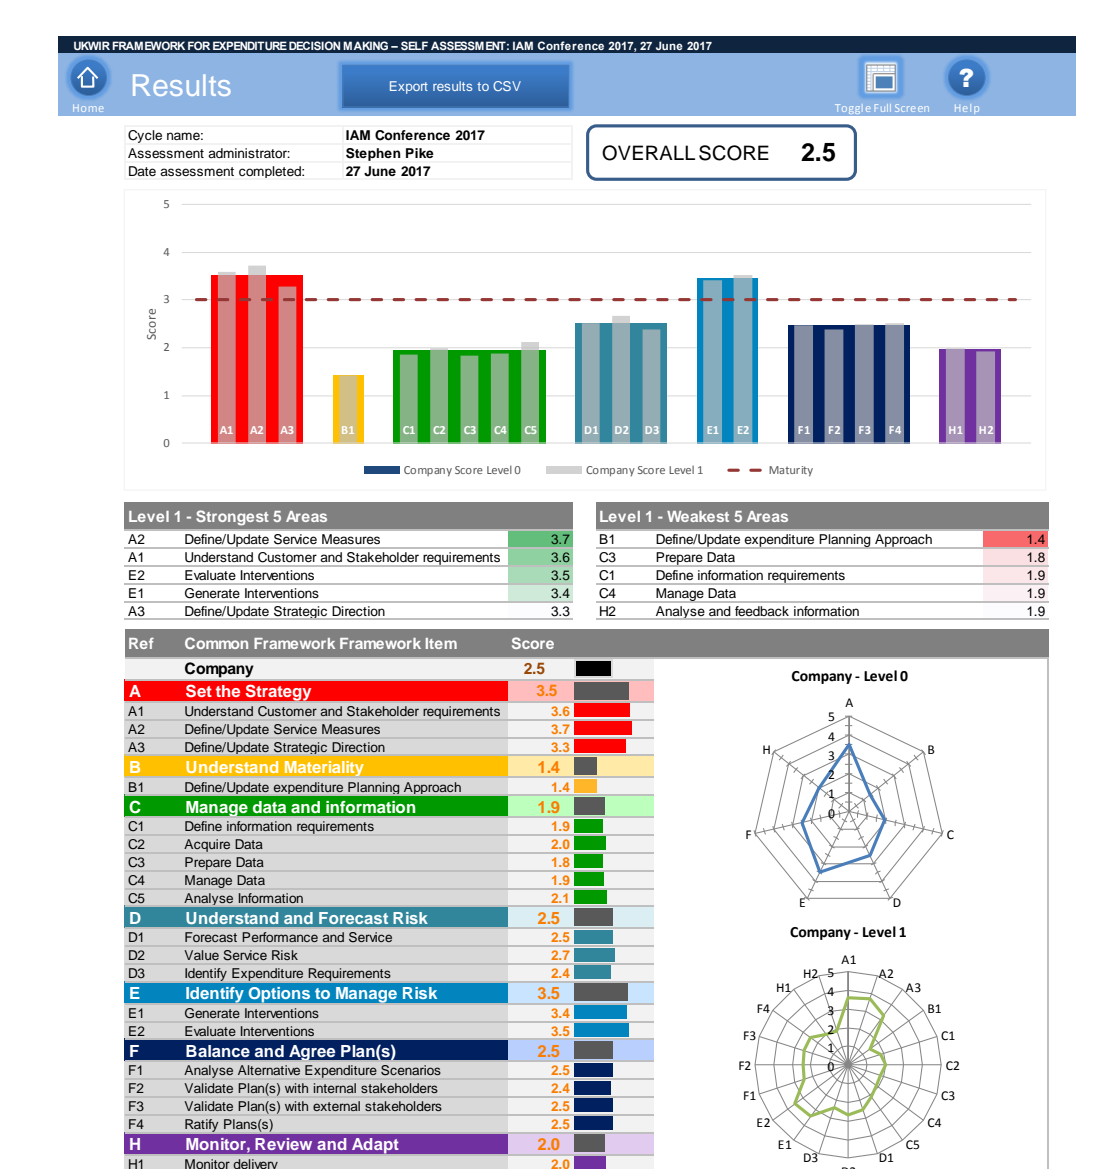 UKWIR FRAMEWORK FOR EXPENDITURE DECISION MAKING – SELF ASSESSMENT: IAM Conference 2017, 27 June 2017
Home
Results
Export results to CSV
Toggle Full Screen
?
Help
Cycle name: IAM Conference 2017
Assessment administrator: Stephen Pike
Date assessment completed: 27 June 2017
OVERALL SCORE 2.5
5
4
3
2
1
0
Score
A1 A2 A3 B1 C1 C2 C3 C4 C5 D1 D2 D3 E1 E2 F1 F2 F3 F4 H1 H2
Company Score Level 0 Company Score Level 1 Maturity
Level 1 - Strongest 5 Areas
A2 Define/Update Service Measures 3.7
A1 Understand Customer and Stakeholder requirements 3.6
E2 Evaluate Interventions 3.5
E1 Generate Interventions 3.4
A3 Define/Update Strategic Direction 3.3
Level 1 - Weakest 5 Areas
B1 Define/Update expenditure Planning Approach 1.4
C3 Prepare Data 1.8
C1 Define information requirements 1.9
C4 Manage Data 1.9
H2 Analyse and feedback information 1.9
Ref Common Framework Framework Item Score
Company 2.5
A Set the Strategy 3.5
A1 Understand Customer and Stakeholder requirements 3.6
A2 Define/Update Service Measures 3.7
A3 Define/Update Strategic Direction 3.3
B Understand Materiality 1.4
B1 Define/Update expenditure Planning Approach 1.4
C Manage data and information 1.9
C1 Define information requirements 1.9
C2 Acquire Data 2.0
C3 Prepare Data 1.8
C4 Manage Data 1.9
C5 Analyse Information 2.1
D Understand and Forecast Risk 2.5
D1 Forecast Performance and Service 2.5
D2 Value Service Risk 2.7
D3 Identify Expenditure Requirements 2.4
E Identify Options to Manage Risk 3.5
E1 Generate Interventions 3.4
E2 Evaluate Interventions 3.5
F Balance and Agree Plan(s) 2.5
F1 Analyse Alternative Expenditure Scenarios 2.5
F2 Validate Plan(s) with internal stakeholders 2.4
F3 Validate Plan(s) with external stakeholders 2.5
F4 Ratify Plans(s) 2.5
H Monitor, Review and Adapt 2.0
H1 Monitor delivery 2.0
Company - Level 0
A
B
C
D
E
F
H
5
4
3
2
1
0
Company - Level 1
A1
A2
A3
B1
C1
C2
C3
C4
C5
D1
D2
D3
E1
E2
F1
F2
F3
F4
H1
H2
5
4
3
2
1
0